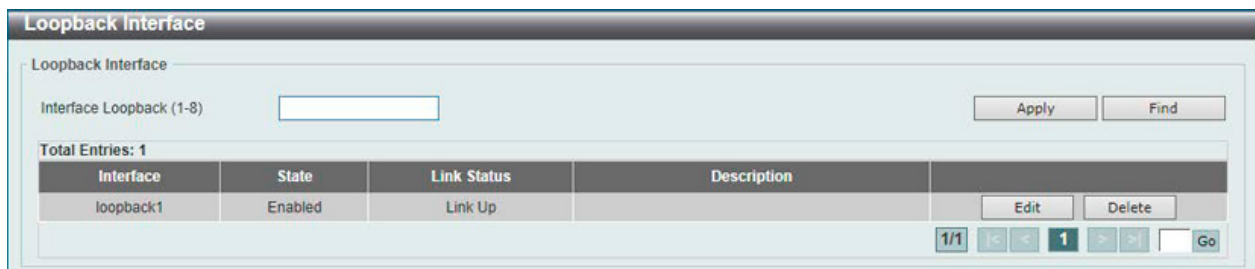 Loopback Interface
Loopback Interface
Interface Loopback (1-8)
Apply Find
Total Entries: 1
Interface State Link Status Description
loopback1 Enabled Link Up Edit Delete
1/1 |< < 1 > >| Go